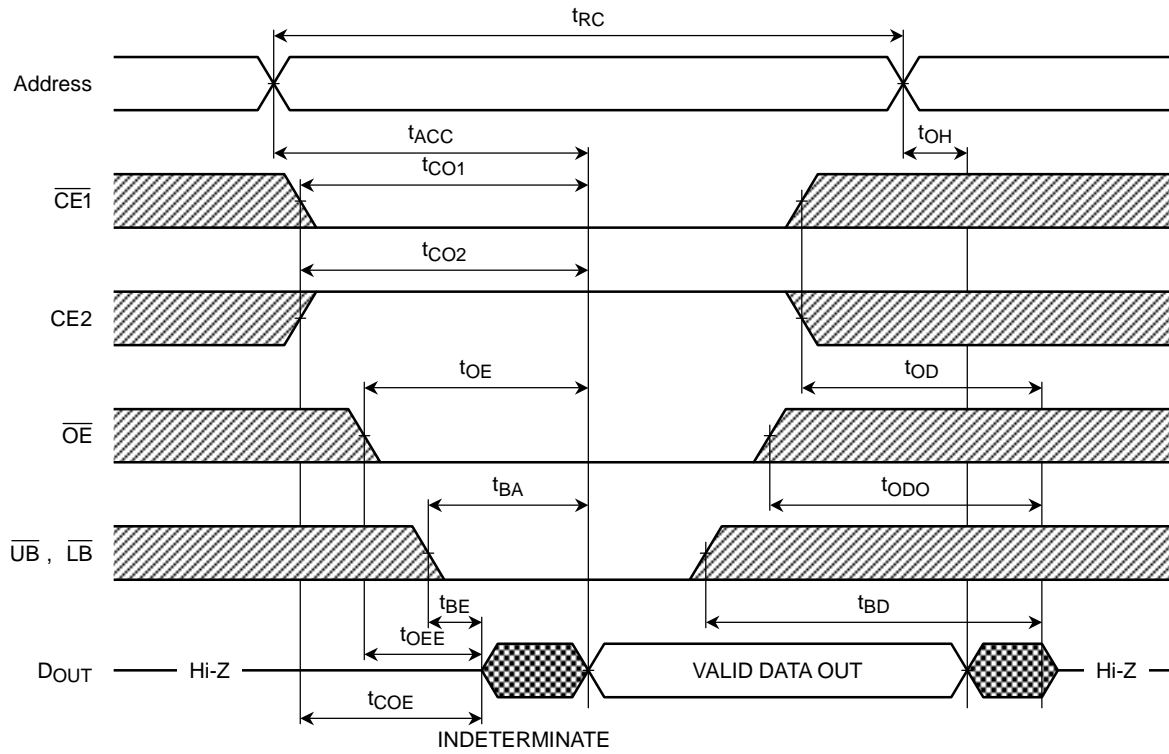 tRC
Address
tACC
tOH
tCO1
CE1
tCO2
CE2
tOE
tOD
OE
tBA
tODO
UB , LB
tBE
tBD
tOEE
DOUT
Hi-Z
VALID DATA OUT
Hi-Z
tCOE
INDETERMINATE